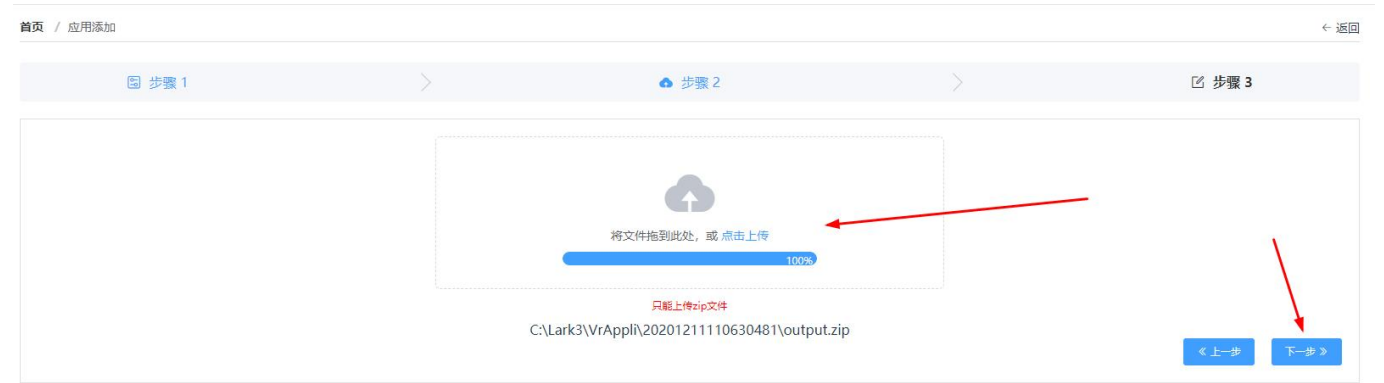 首页 / 应用添加
← 返回
步骤 1
步骤 2
步骤 3
将文件拖到此处，或 点击上传
100%
只能上传zip文件
C:\Lark3\VrAppli\20201211110630481\output.zip
《 上一步
下一步 》